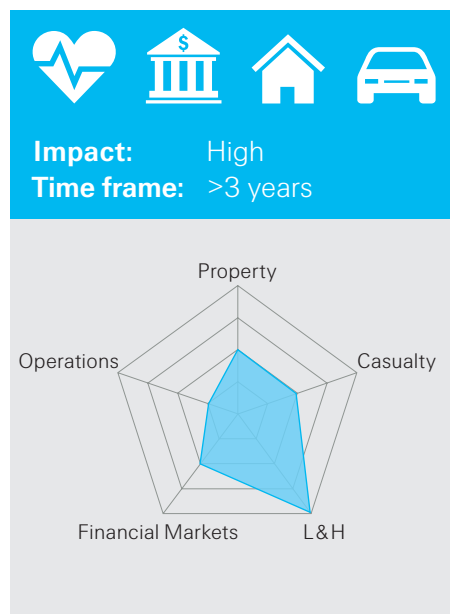 $
Impact: High
Time frame: >3 years
Property
Operations
Casualty
Financial Markets
L&H